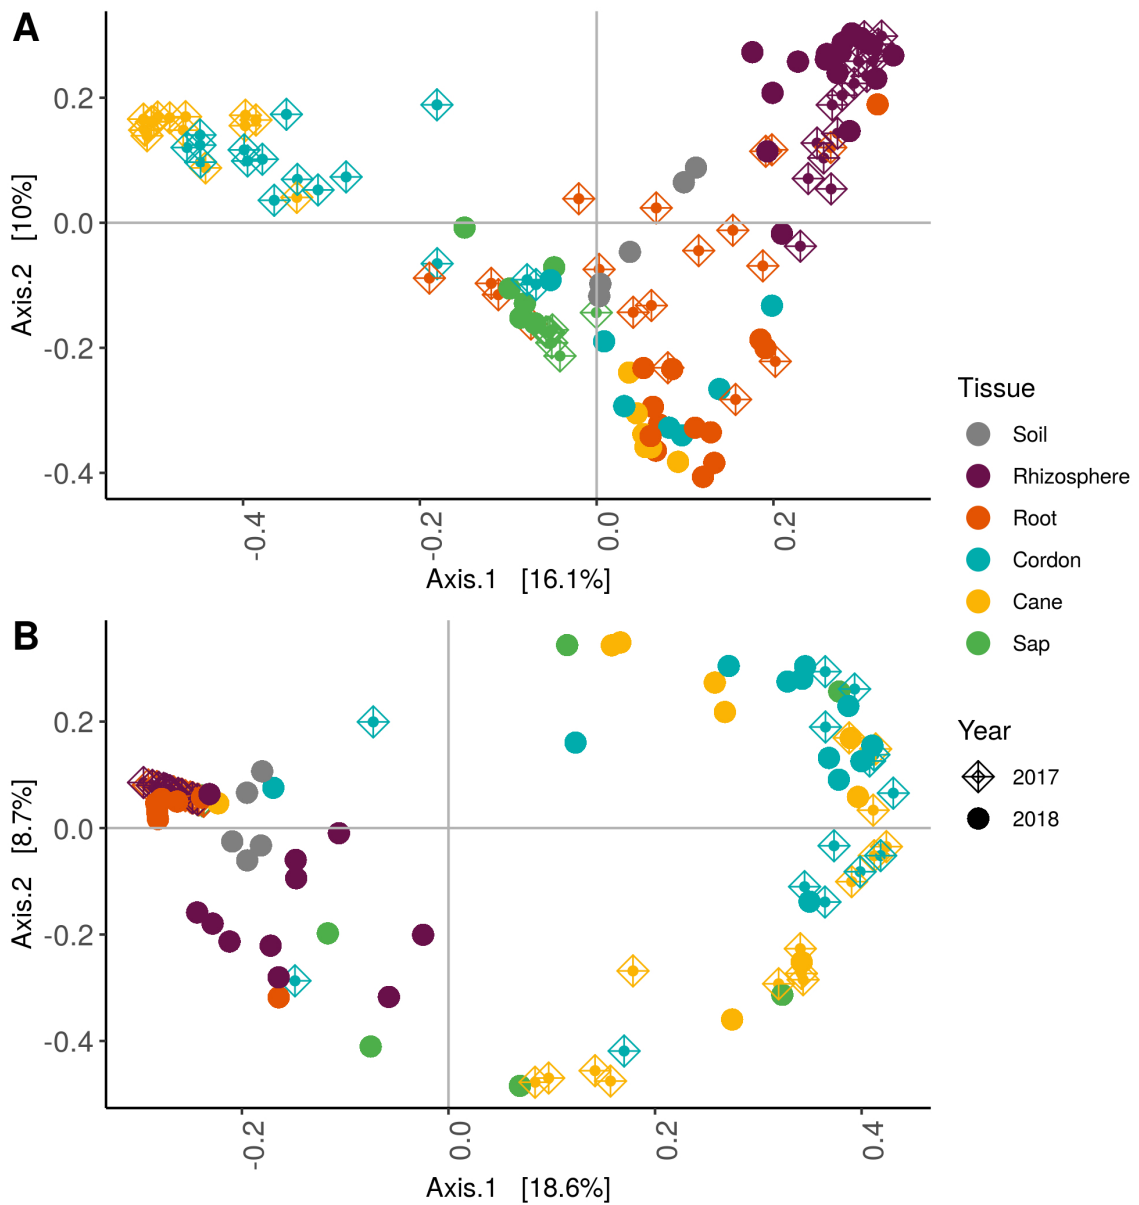 A
0.2
0.0
-0.2
-0.4
Axis.2 [10%]
-0.4
-0.2
0.0
0.2
Axis.1 [16.1%]
Tissue
Soil
Rhizosphere
Root
Cordon
Cane
Sap
Year
2017
2018
B
0.2
0.0
-0.2
-0.4
Axis.2 [8.7%]
-0.2
0.0
0.2
0.4
Axis.1 [18.6%]